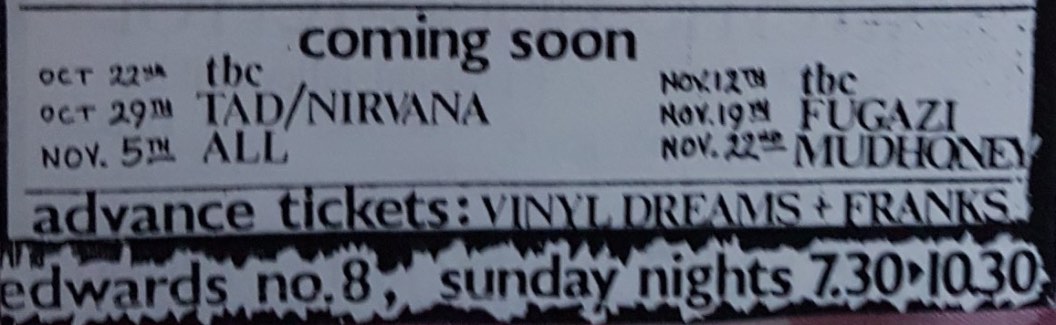 coming soon
OCT 22ND tbc
OCT 29TH TAD/NIRVANA
NOV. 5TH ALL
NOV.12TH tbc
NOV.19TH FUGAZI
NOV.22ND MUDHONEY
advance tickets: VINYL DREAMS + FRANKS
edwards no.8, sunday nights 7.30▸10.30